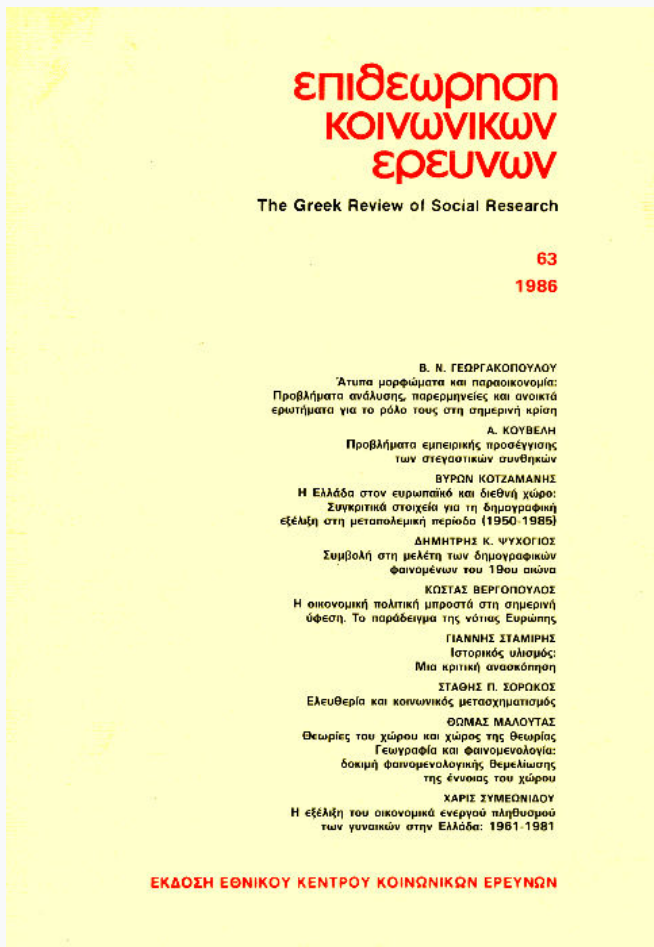 επιθεωρηση
κοινωνικων
ερευνων
The Greek Review of Social Research
63
1986
Β. Ν. ΓΕΩΡΓΑΚΟΠΟΥΛΟΥ
Άτυπα μορφώματα και παραοικονομία:
Προβλήματα ανάλυσης, παρερμηνείες και ανοικτά
ερωτήματα για το ρόλο τους στη σημερινή κρίση
Α. ΚΟΥΒΕΛΗ
Προβλήματα εμπειρικής προσέγγισης
των στεγαστικών συνθηκών
ΒΥΡΩΝ ΚΟΤΖΑΜΑΝΗΣ
Η Ελλάδα στον ευρωπαϊκό και διεθνή χώρο:
Συγκριτικά στοιχεία για τη δημογραφική
εξέλιξη στη μεταπολεμική περίοδο (1950-1985)
ΔΗΜΗΤΡΗΣ Κ. ΨΥΧΟΓΙΟΣ
Συμβολή στη μελέτη των δημογραφικών
φαινομένων του 19ου αιώνα
ΚΩΣΤΑΣ ΒΕΡΓΟΠΟΥΛΟΣ
Η οικονομική πολιτική μπροστά στη σημερινή
ύφεση. Το παράδειγμα της νότιας Ευρώπης
ΓΙΑΝΝΗΣ ΣΤΑΜΙΡΗΣ
Ιστορικός υλισμός:
Μια κριτική ανασκόπηση
ΣΤΑΘΗΣ Π. ΣΟΡΩΚΟΣ
Ελευθερία και κοινωνικός μετασχηματισμός
ΘΩΜΑΣ ΜΑΛΟΥΤΑΣ
Θεωρίες του χώρου και χώρος της θεωρίας
Γεωγραφία και φαινομενολογία:
δοκιμή φαινομενολογικής θεμελίωσης
της έννοιας του χώρου
ΧΑΡΙΣ ΣΥΜΕΩΝΙΔΟΥ
Η εξέλιξη του οικονομικά ενεργού πληθυσμού
των γυναικών στην Ελλάδα: 1961-1981
ΕΚΔΟΣΗ ΕΘΝΙΚΟΥ ΚΕΝΤΡΟΥ ΚΟΙΝΩΝΙΚΩΝ ΕΡΕΥΝΩΝ